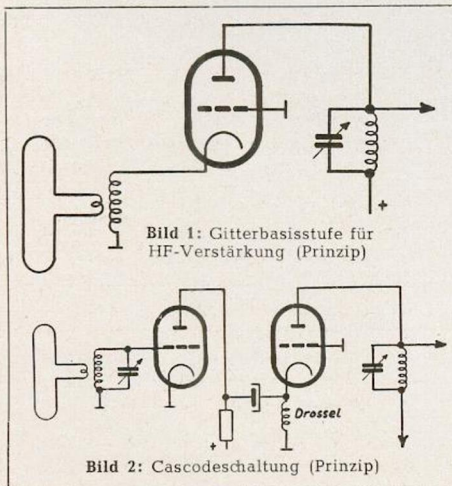 +
Bild 1: Gitterbasisstufe für
HF-Verstärkung (Prinzip)
Drossel
+
Bild 2: Cascodeschaltung (Prinzip)